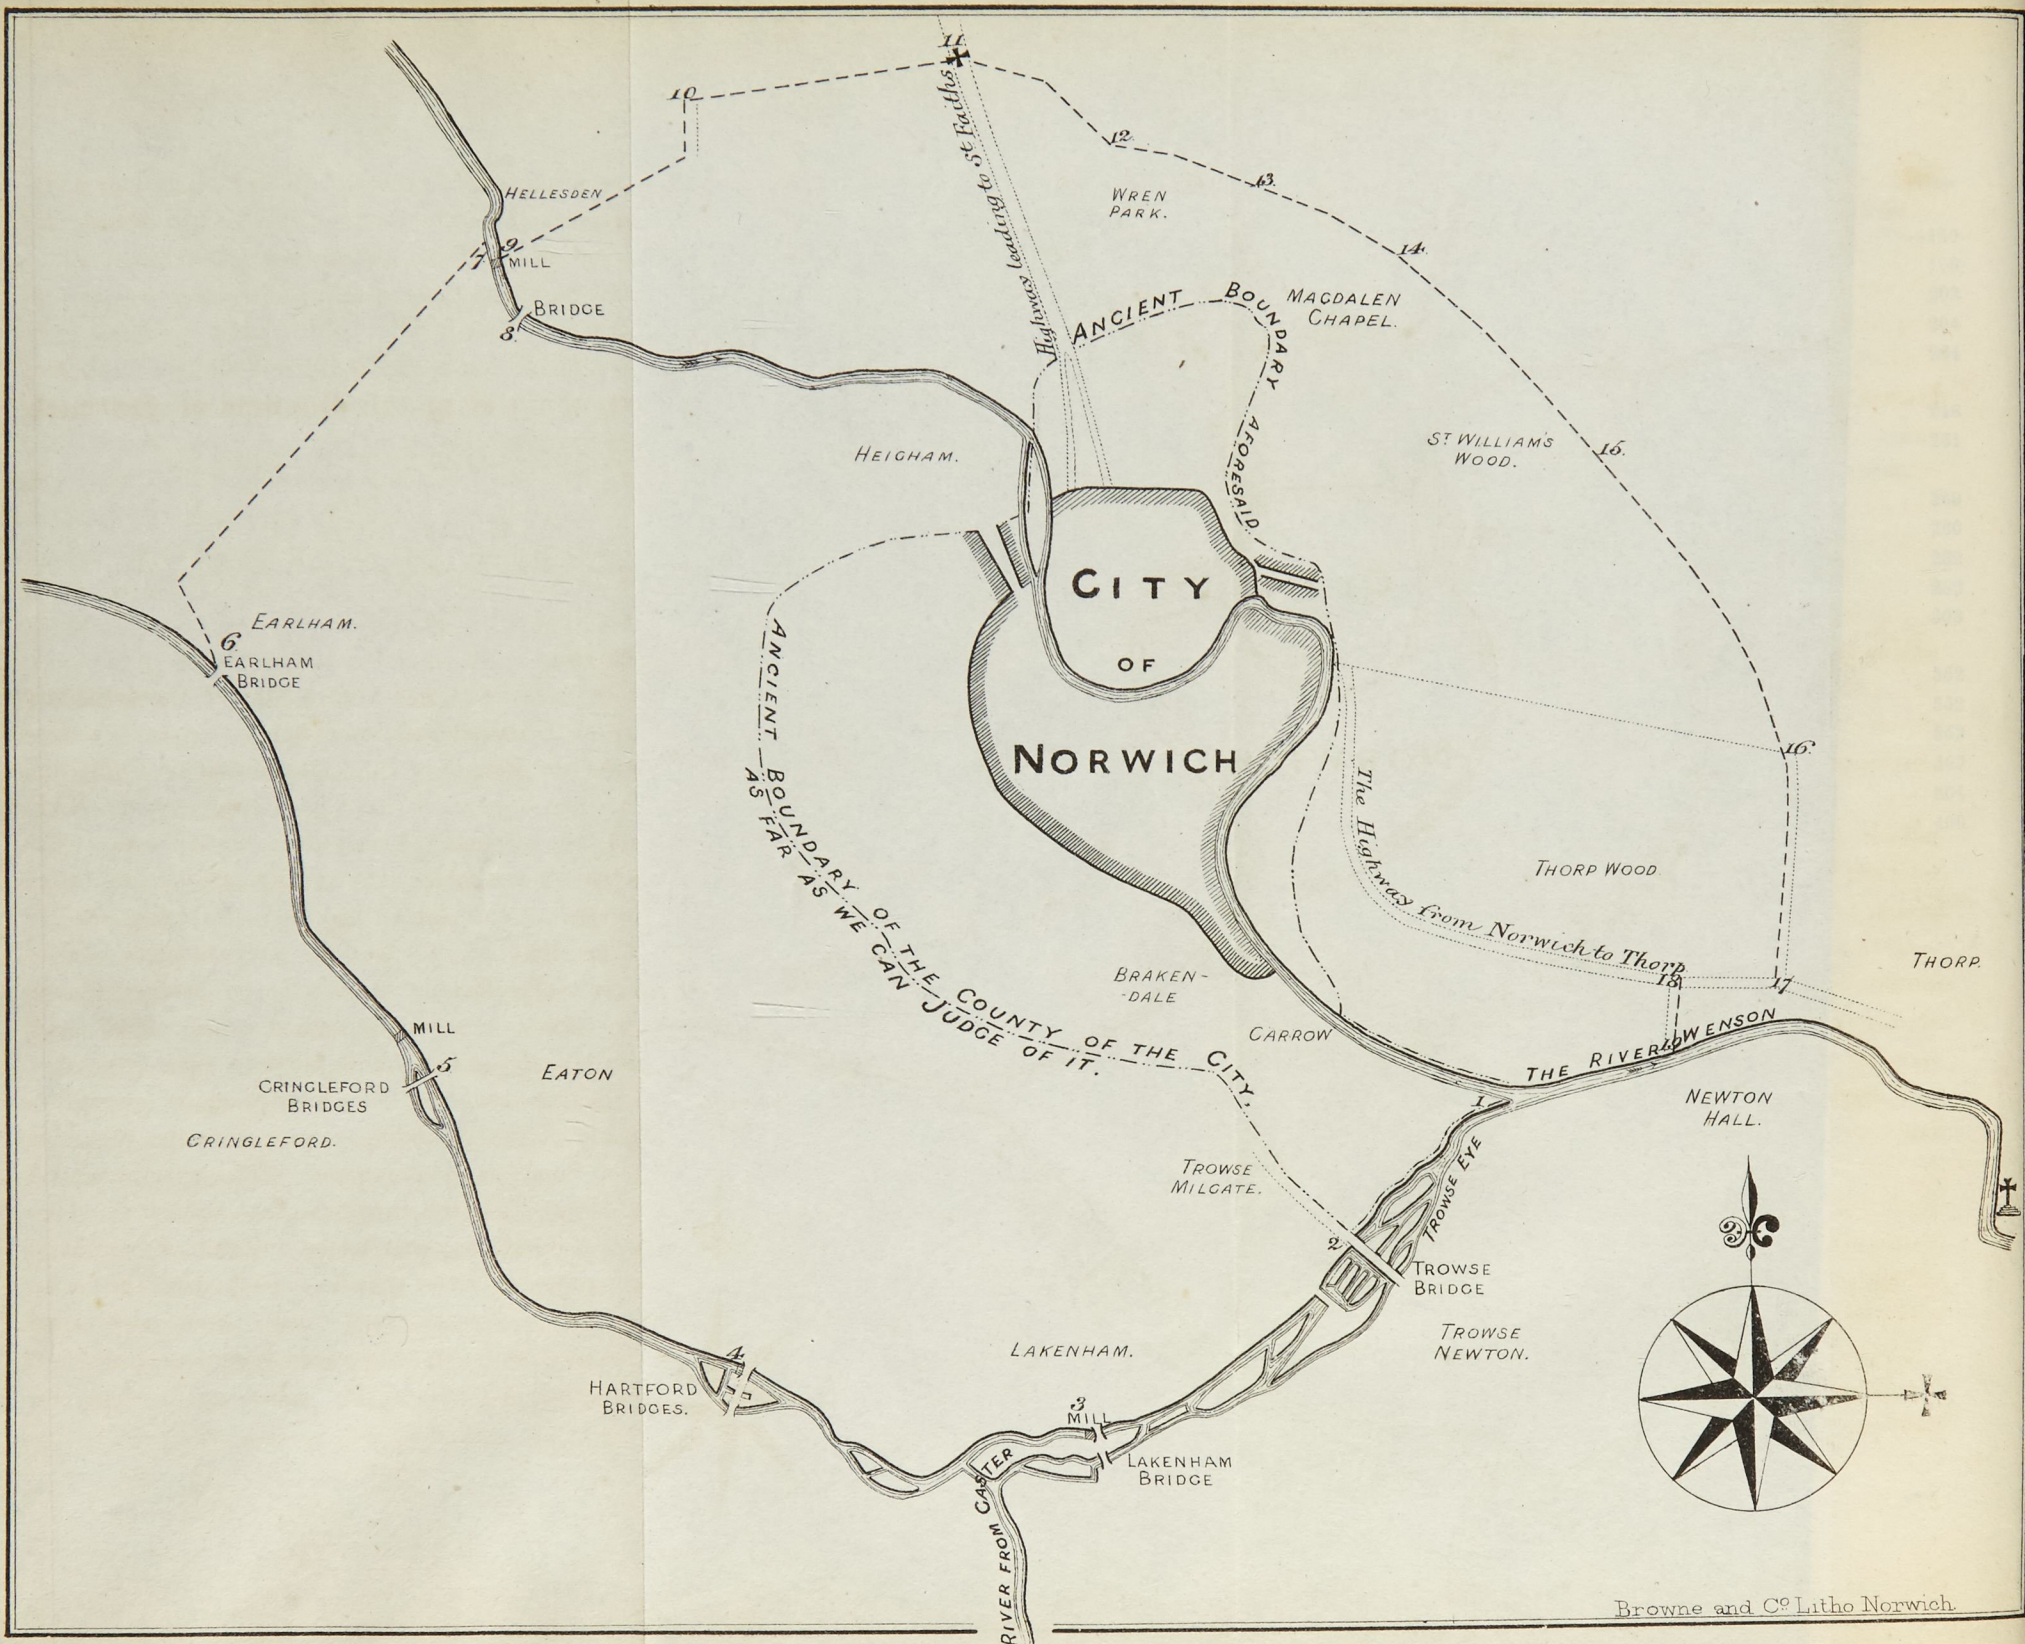 11.
10
Highway leading to St Faiths
12.
13.
HELLESDEN
WREN
PARK.
14.
9
7
MILL
BRIDGE
8.
ANCIENT BOUNDARY AFORESAID.
MAGDALEN
CHAPEL.
HEIGHAM.
ST WILLIAM'S
WOOD.
15.
CITY
OF
NORWICH
EARLHAM.
6.
EARLHAM
BRIDGE
ANCIENT BOUNDARY OF THE COUNTY OF THE CITY,
AS FAR AS WE CAN JUDGE OF IT.
16.
The Highway from Norwich to Thorp
THORP WOOD
THORP.
18.
17
BRAKEN-
-DALE
CARROW
THE RIVER WENSON
19
MILL
5
CRINGLEFORD
BRIDGES
CRINGLEFORD.
EATON
1
NEWTON
HALL.
TROWSE EYE
TROWSE
MILGATE.
2
TROWSE
BRIDGE
TROWSE
NEWTON.
LAKENHAM.
4
HARTFORD
BRIDGES.
3
MILL
LAKENHAM
BRIDGE
RIVER FROM CASTER
Browne and Co. Litho Norwich